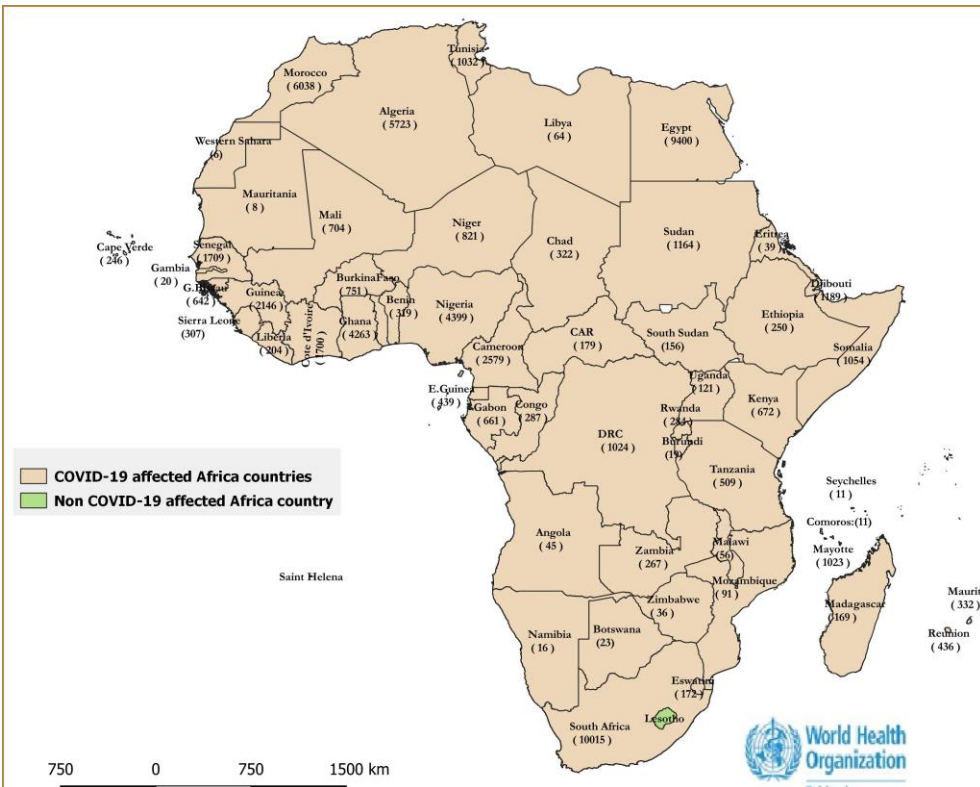 Tunisia
( 1032 )
Morocco
( 6038 )
Algeria
( 5723 )
Libya
( 64 )
Egypt
( 9400 )
Western Sahara
(6)
Mauritania
( 8 )
Mali
( 704 )
Niger
( 821 )
Chad
( 322 )
Sudan
( 1164 )
Eritrea
( 39 )
Cape Verde
( 246 )
Senegal
( 1709 )
Gambia
( 20 )
( 642 )
Guinea
( 2146 )
BurkinaFaso
( 751 )
Benin
( 319 )
Nigeria
( 4399 )
Djibouti
( 1189 )
Ethiopia
( 250 )
Sierra Leone
(307)
Liberia
( 204 )
Cote d'Ivoire
Ghana
( 4263 )
Cameroon
( 2579 )
CAR
( 179 )
South Sudan
(156)
Somalia
( 1054 )
E.Guinea
( 439 )
Gabon
( 661 )
Congo
( 287 )
Uganda
( 121 )
Kenya
( 672 )
Rwanda
DRC
( 1024 )
Burundi
Tanzania
( 509 )
COVID-19 affected Africa countries
Non COVID-19 affected Africa country
Seychelles
( 11 )
Comoros:(11)
Mayotte
( 1023 )
Angola
( 45 )
Zambia
( 267 )
Malawi
(56)
Mozambique
( 91 )
Saint Helena
Zimbabwe
( 36 )
Madagascar
Maurit
( 332 )
Reunion
( 436 )
Namibia
( 16 )
Botswana
(23)
Eswatini
( 172 )
Lesotho
South Africa
( 10015 )
World Health
Organization
750 0 750 1500 km